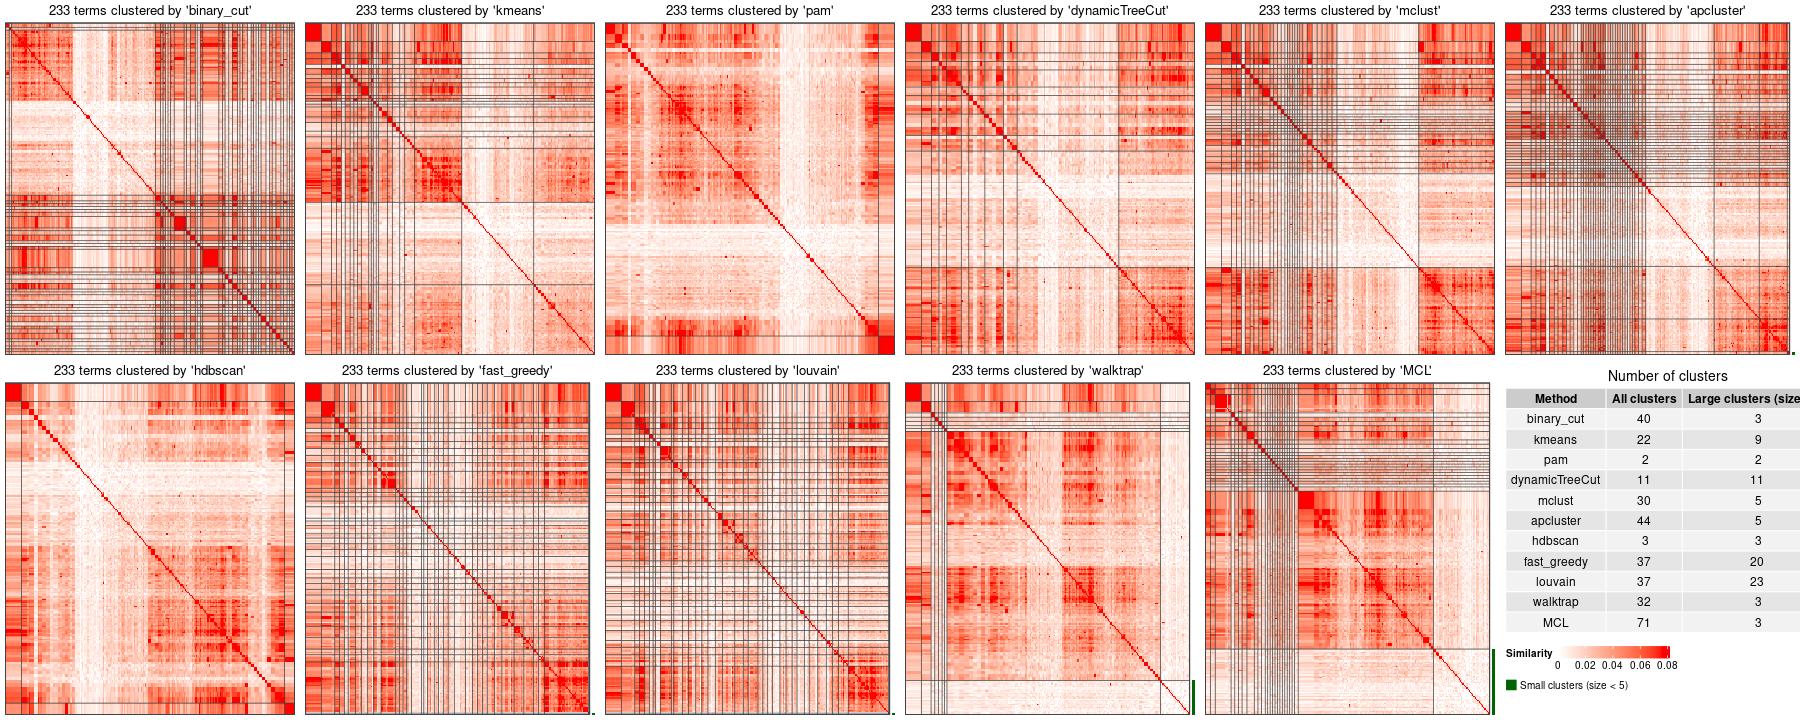 233 terms clustered by 'binary_cut'
233 terms clustered by 'kmeans'
233 terms clustered by 'pam'
233 terms clustered by 'dynamicTreeCut'
233 terms clustered by 'mclust'
233 terms clustered by 'apcluster'
233 terms clustered by 'hdbscan'
233 terms clustered by 'fast_greedy'
233 terms clustered by 'louvain'
233 terms clustered by 'walktrap'
233 terms clustered by 'MCL'
Number of clusters
Method All clusters Large clusters (size
binary_cut 40 3
kmeans 22 9
pam 2 2
dynamicTreeCut 11 11
mclust 30 5
apcluster 44 5
hdbscan 3 3
fast_greedy 37 20
louvain 37 23
walktrap 32 3
MCL 71 3
Similarity
0 0.02 0.04 0.06 0.08
Small clusters (size < 5)